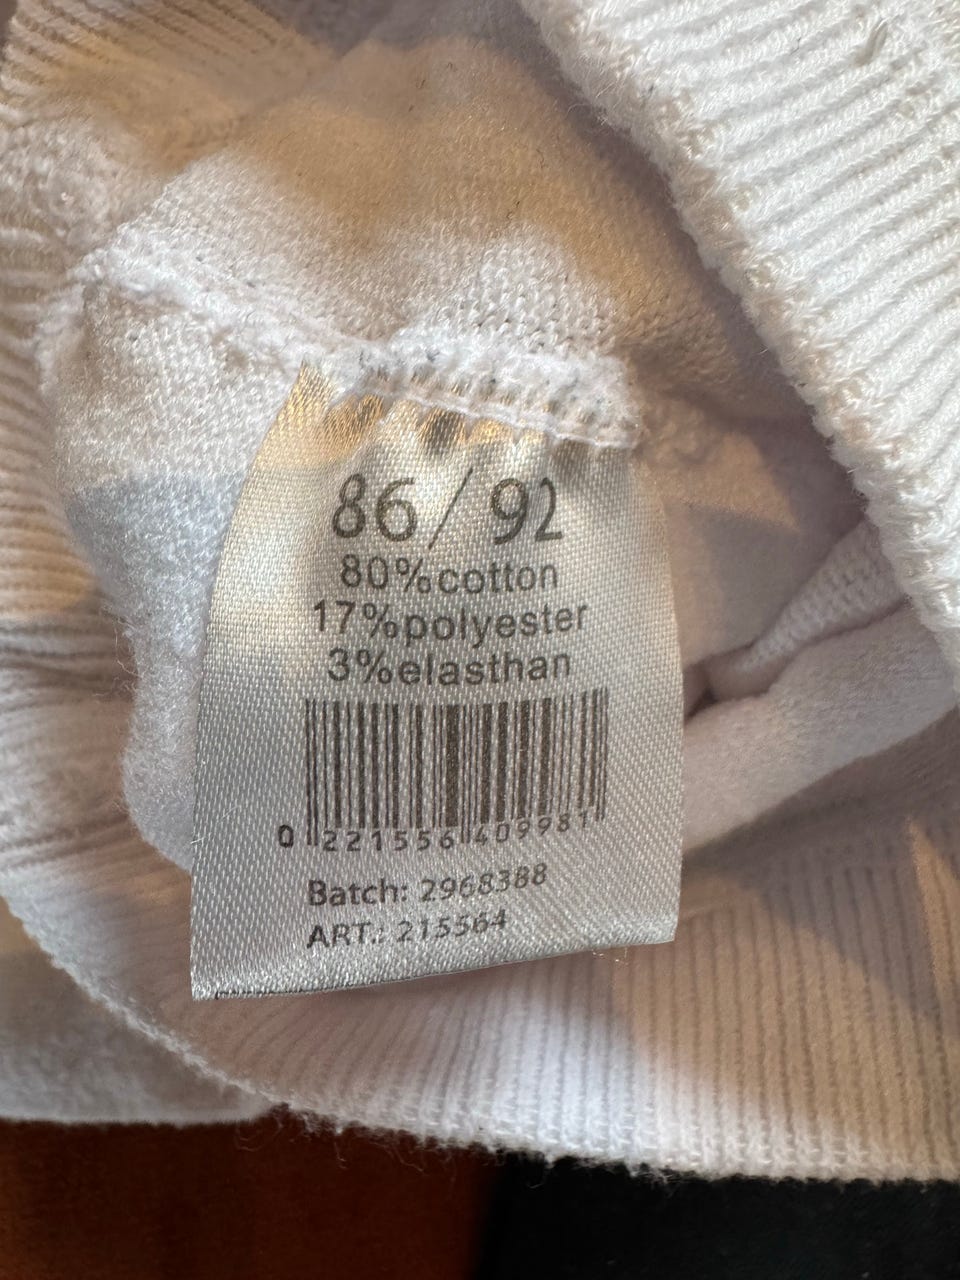 86/92
80%cotton
17%polyester
3%elasthan
0 221556 409981
Batch: 2968388
ART.: 215564